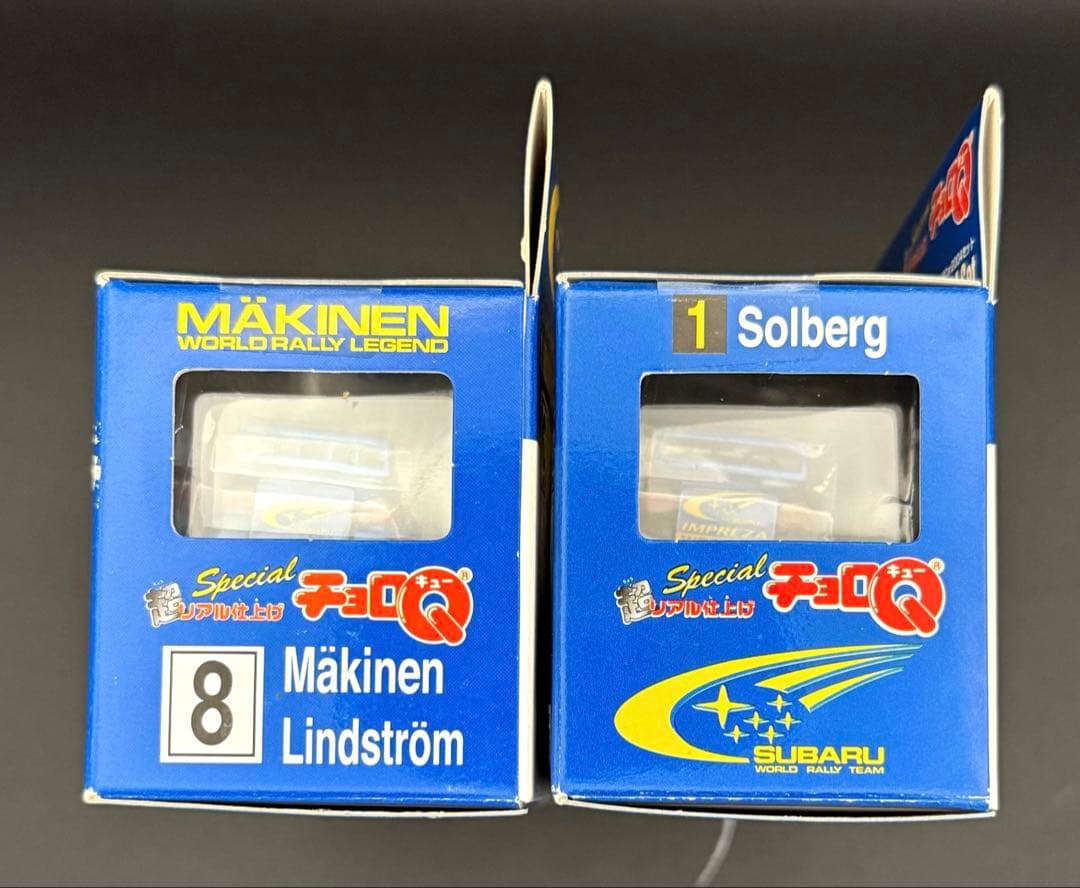 MÄKINEN
WORLD RALLY LEGEND
Special
超リアル仕上げ
チョロQ
キュー
®
8
Mäkinen
Lindström
1 Solberg
IMPREZA
Special
超リアル仕上げ
チョロQ
キュー
®
SUBARU
WORLD RALLY TEAM
チョロQ